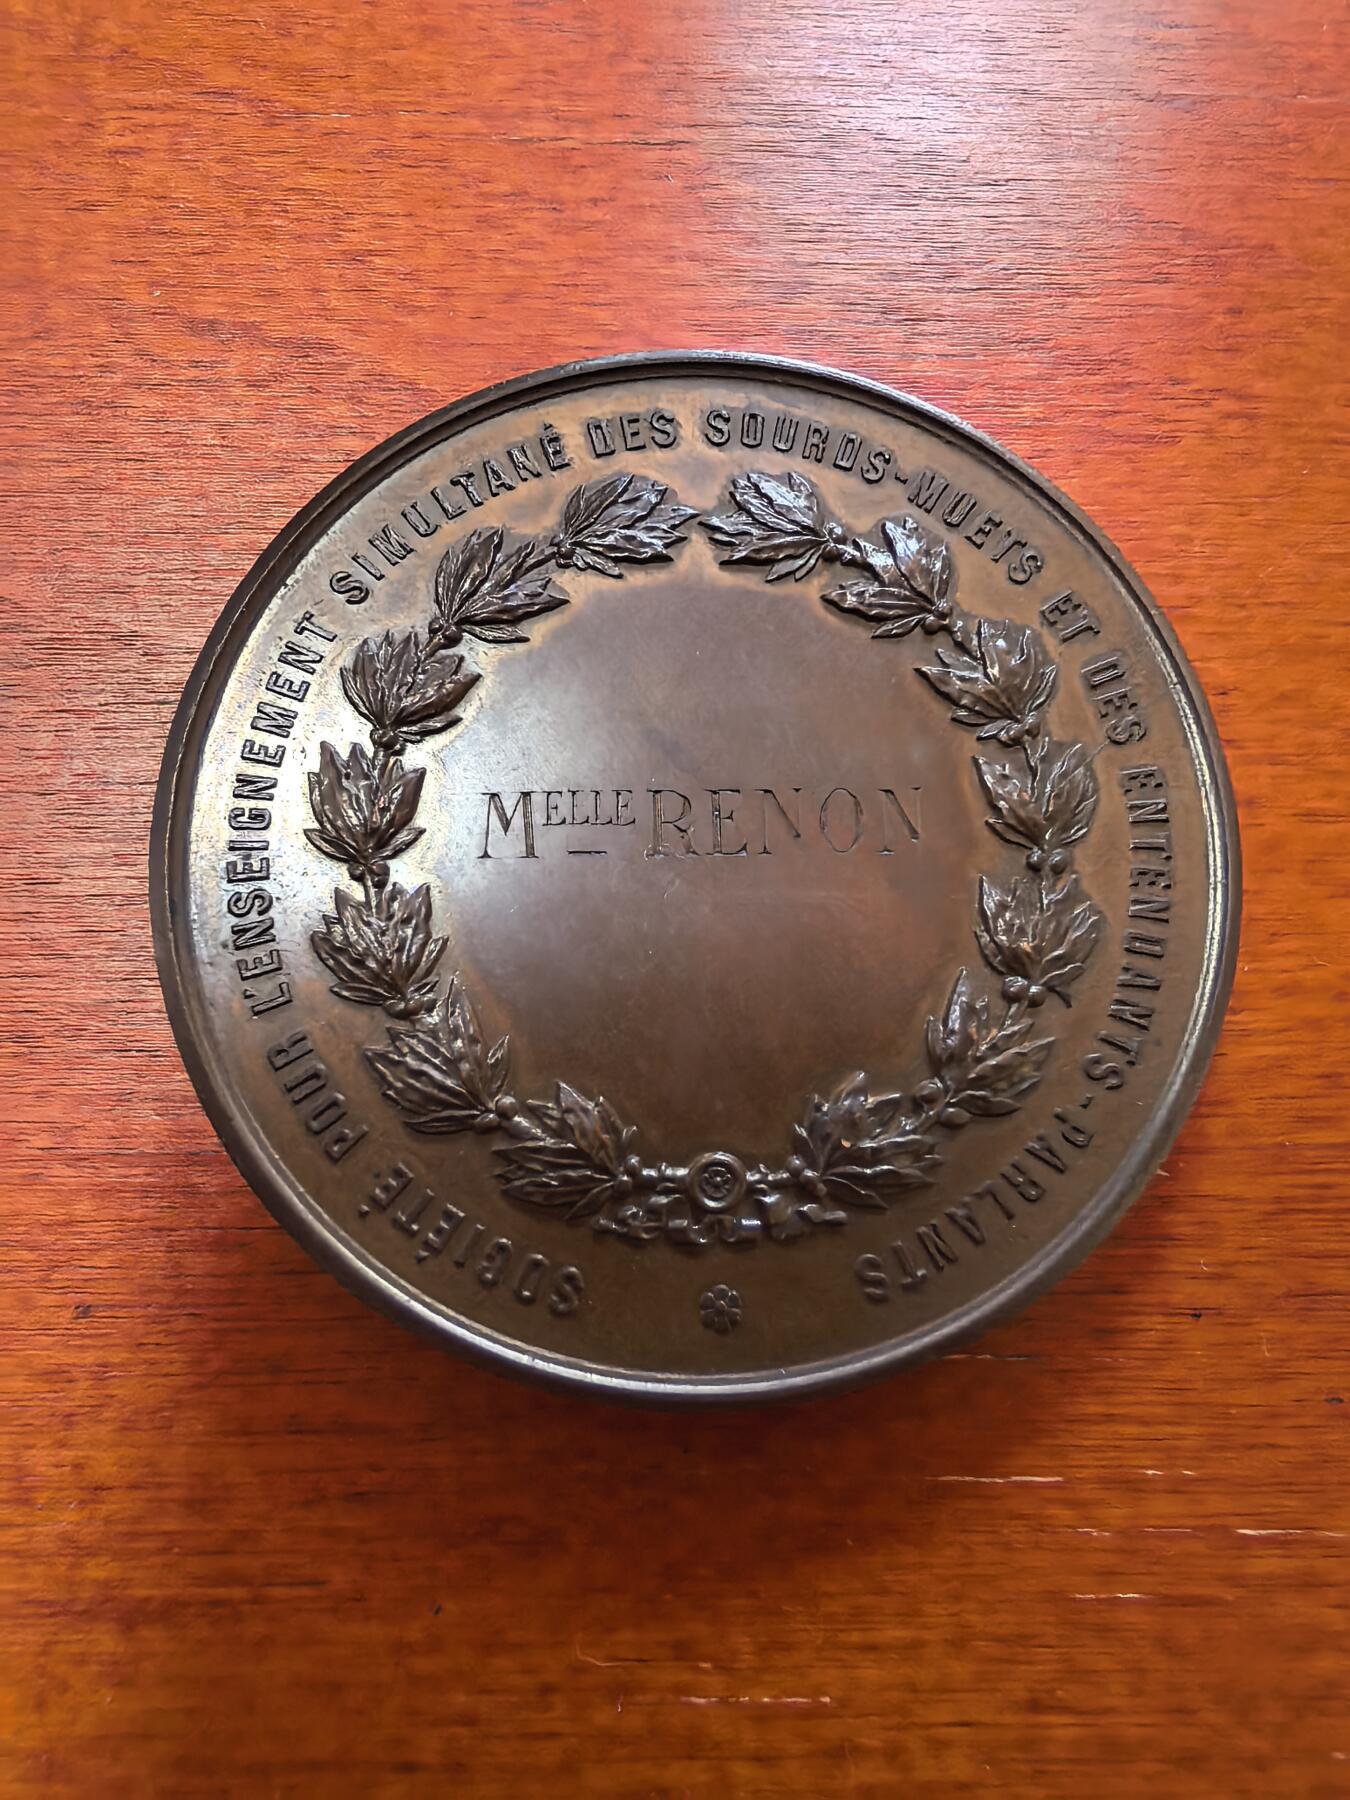 SOCIÉTÉ POUR L'ENSEIGNEMENT SIMULTANÉ DES SOURDS-MUETS ET DES ENTENDANTS-PARLANTS
MELLE RENON